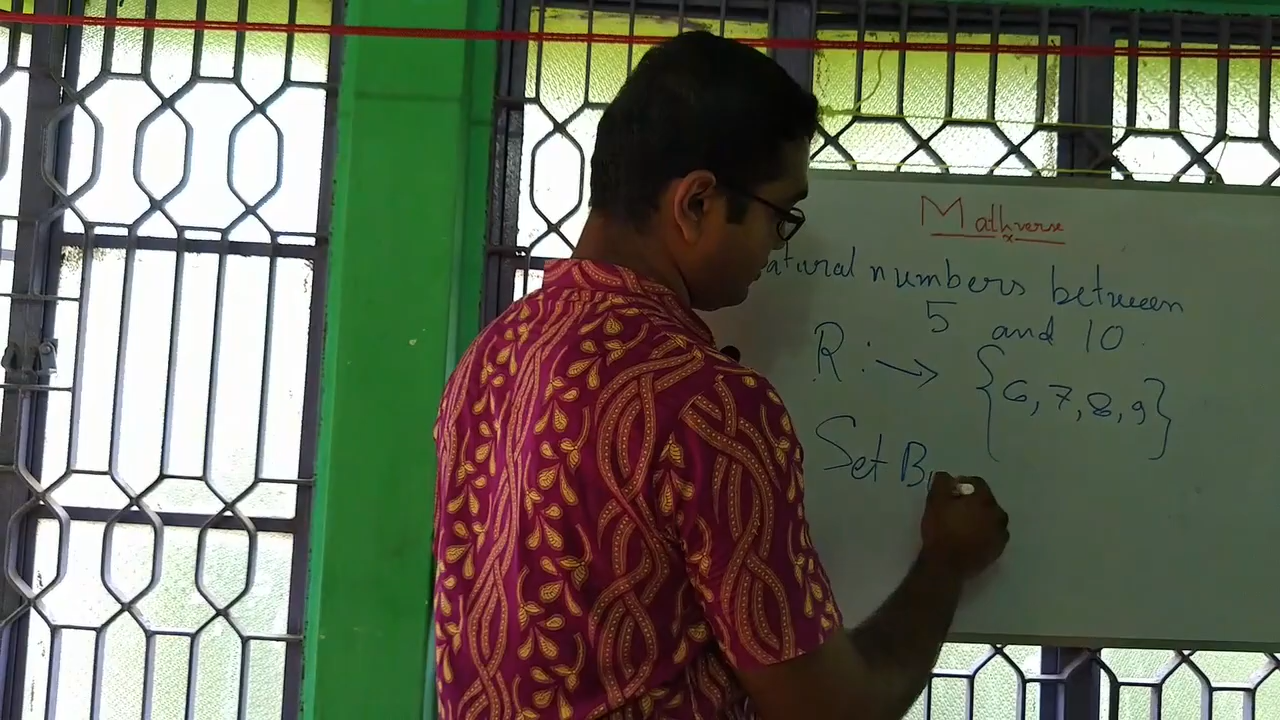 Mathverse
atural numbers between
5 and 10.
R : → {6, 7, 8, 9}
Set B